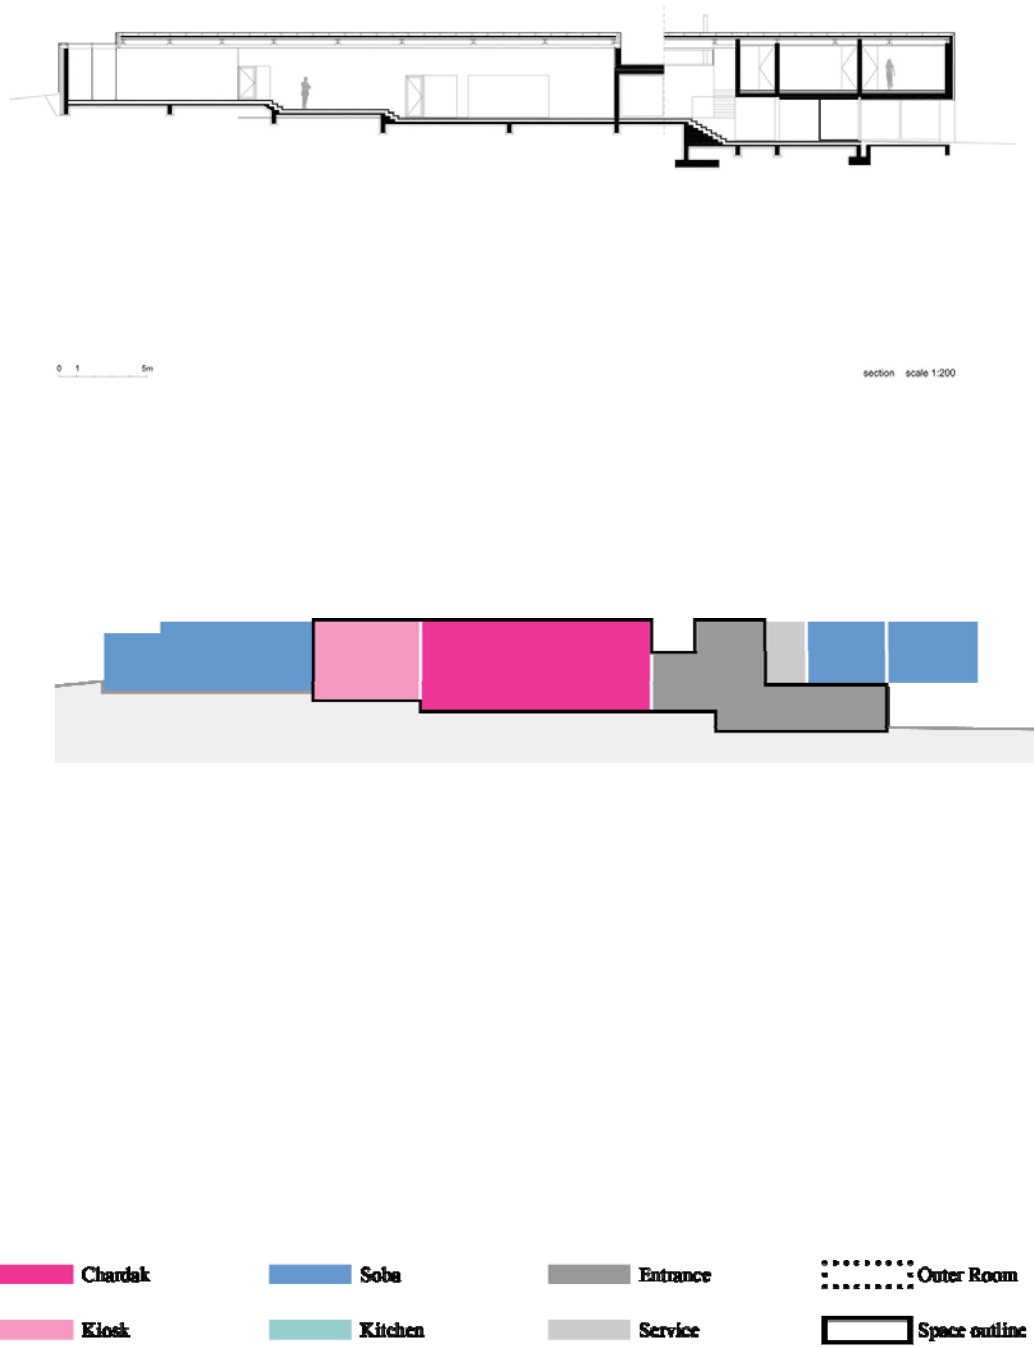 0 1 5m
section scale 1:200
Chardak Soba Entrance Outer Room
Kiosk Kitchen Service Space outline